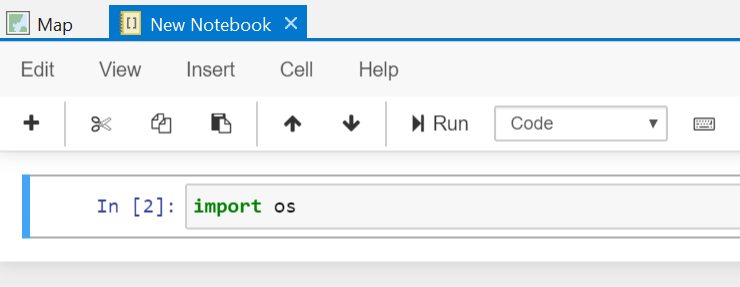 Map New Notebook
Edit View Insert Cell Help
Run Code
In [2]: import os